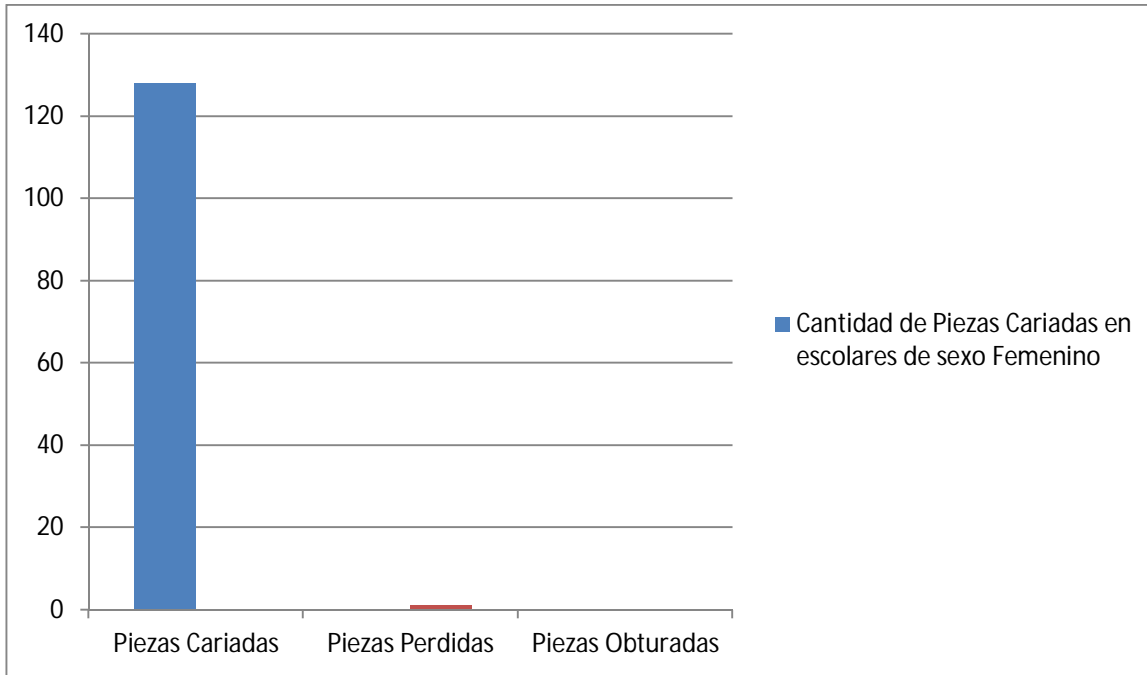 140
120
100
80
60
40
20
0
Piezas Cariadas
Piezas Perdidas
Piezas Obturadas
Cantidad de Piezas Cariadas en
escolares de sexo Femenino